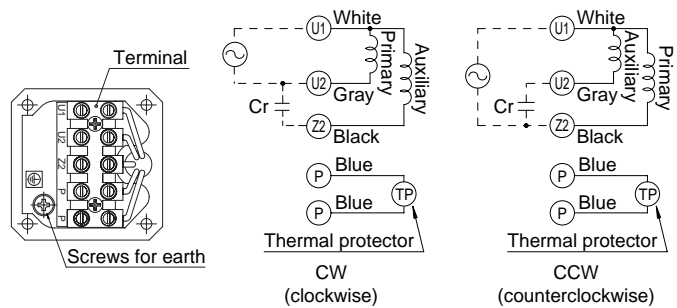 Terminal
U1
U2
Z2
P
P
Screws for earth
U1
White
Primary
Auxiliary
U2
Gray
Cr
Z2
Black
P
Blue
TP
P
Blue
Thermal protector
CW
(clockwise)
U1
White
Auxiliary
Primary
U2
Gray
Cr
Z2
Black
P
Blue
TP
P
Blue
Thermal protector
CCW
(counterclockwise)